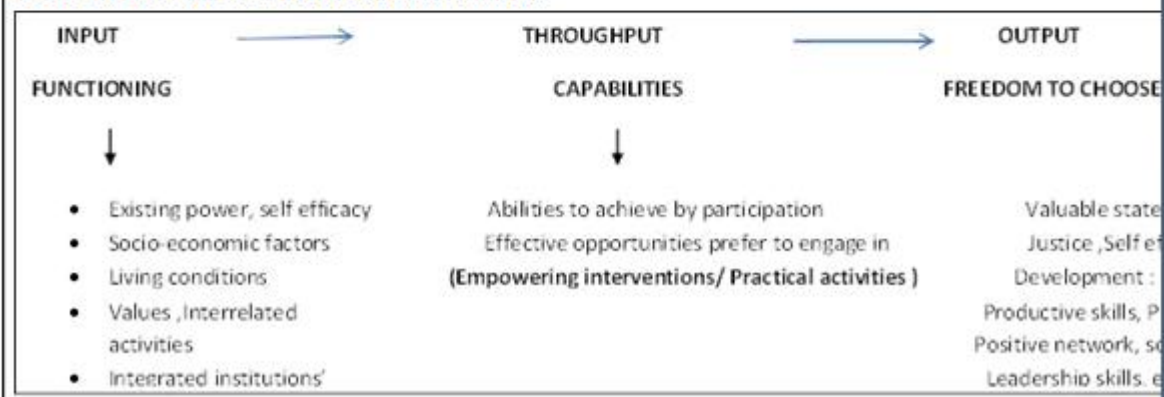 INPUT THROUGHPUT OUTPUT
FUNCTIONING CAPABILITIES FREEDOM TO CHOOSE
• Existing power, self efficacy Abilities to achieve by participation Valuable state
• Socio-economic factors Effective opportunities prefer to engage in Justice ,Self ef
• Living conditions (Empowering interventions/ Practical activities ) Development :
• Values ,Interrelated Productive skills, P
activities Positive network, sc
• Integrated institutions' Leadership skills, e